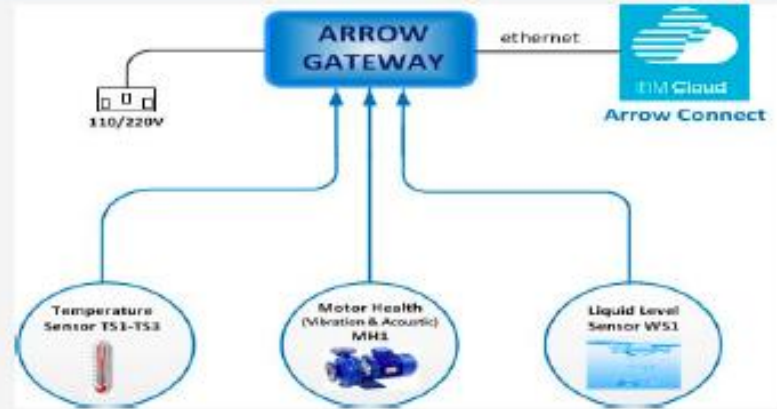 ARROW
GATEWAY
ethernet
IBM Cloud
Arrow Connect
110/220V
Temperature
Sensor TS1-TS3
Motor Health
(Vibration & Acoustic)
MH1
Liquid Level
Sensor WS1